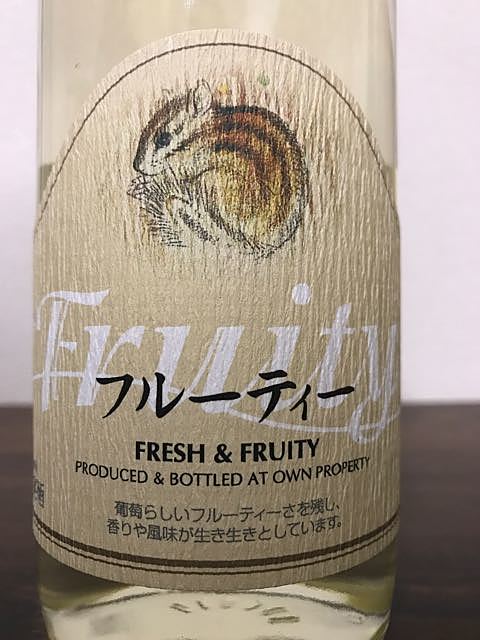 Fruity
フルーティー
FRESH & FRUITY
PRODUCED & BOTTLED AT OWN PROPERTY
葡萄らしいフルーティーさを残し、
香りや風味が生き生きとしています。